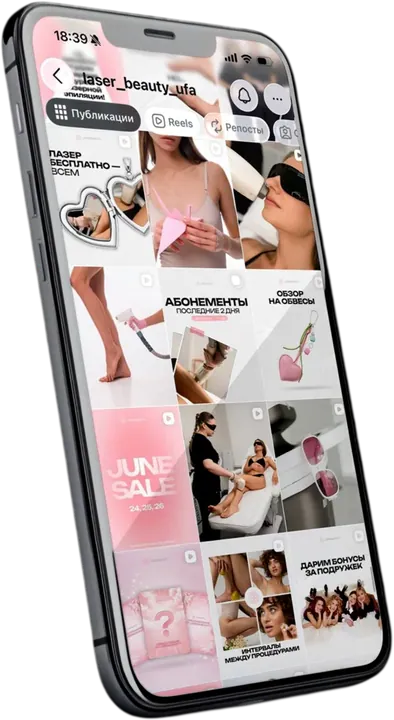 18:39
зерной
эпиляции!
laser_beauty_ufa
Публикации
Reels
Репосты
ЛАЗЕР
БЕСПЛАТНО —
ВСЕМ
АБОНЕМЕНТЫ
ПОСЛЕДНИЕ 2 ДНЯ
ОБЗОР
НА ОБВЕСЫ
JUNE
SALE
24, 25, 26
?
ИНТЕРВАЛЫ
МЕЖДУ ПРОЦЕДУРАМИ
ДАРИМ БОНУСЫ
ЗА ПОДРУЖЕК